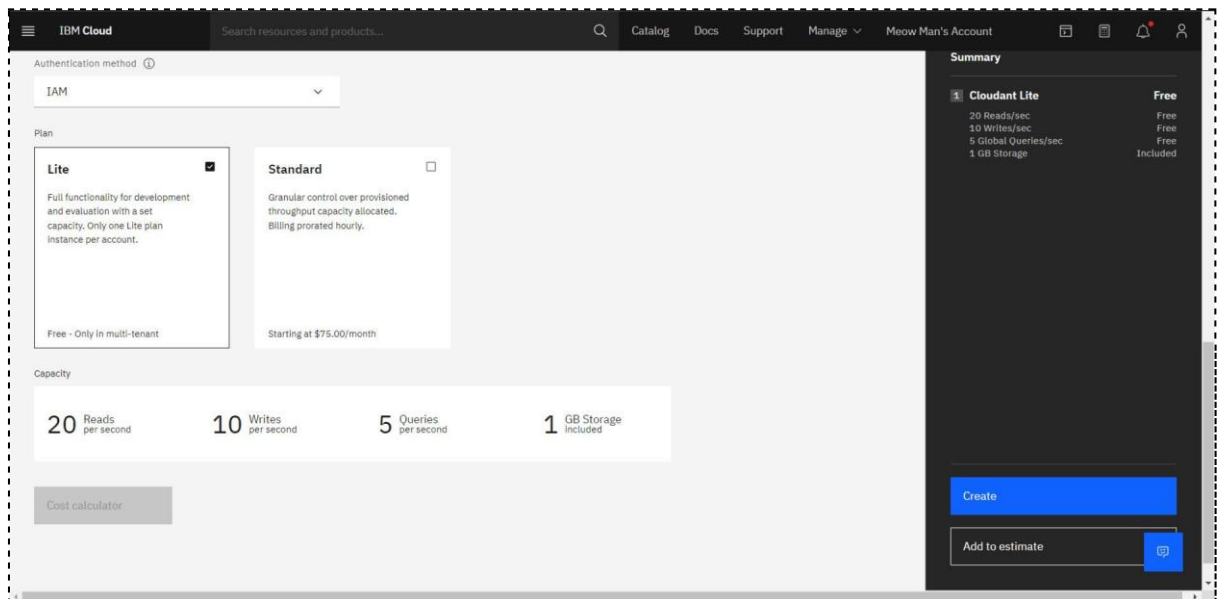 IBM Cloud
Search resources and products...
Catalog
Docs
Support
Manage
Meow Man's Account
Authentication method
IAM
Plan
Lite
Full functionality for development
and evaluation with a set
capacity. Only one Lite plan
instance per account.
Free - Only in multi-tenant
Standard
Granular control over provisioned
throughput capacity allocated.
Billing prorated hourly.
Starting at $75.00/month
Capacity
20 Reads
per second
10 Writes
per second
5 Queries
per second
1 GB Storage
included
Cost calculator
Summary
1 Cloudant Lite Free
20 Reads/sec Free
10 Writes/sec Free
5 Global Queries/sec Free
1 GB Storage Included
Create
Add to estimate